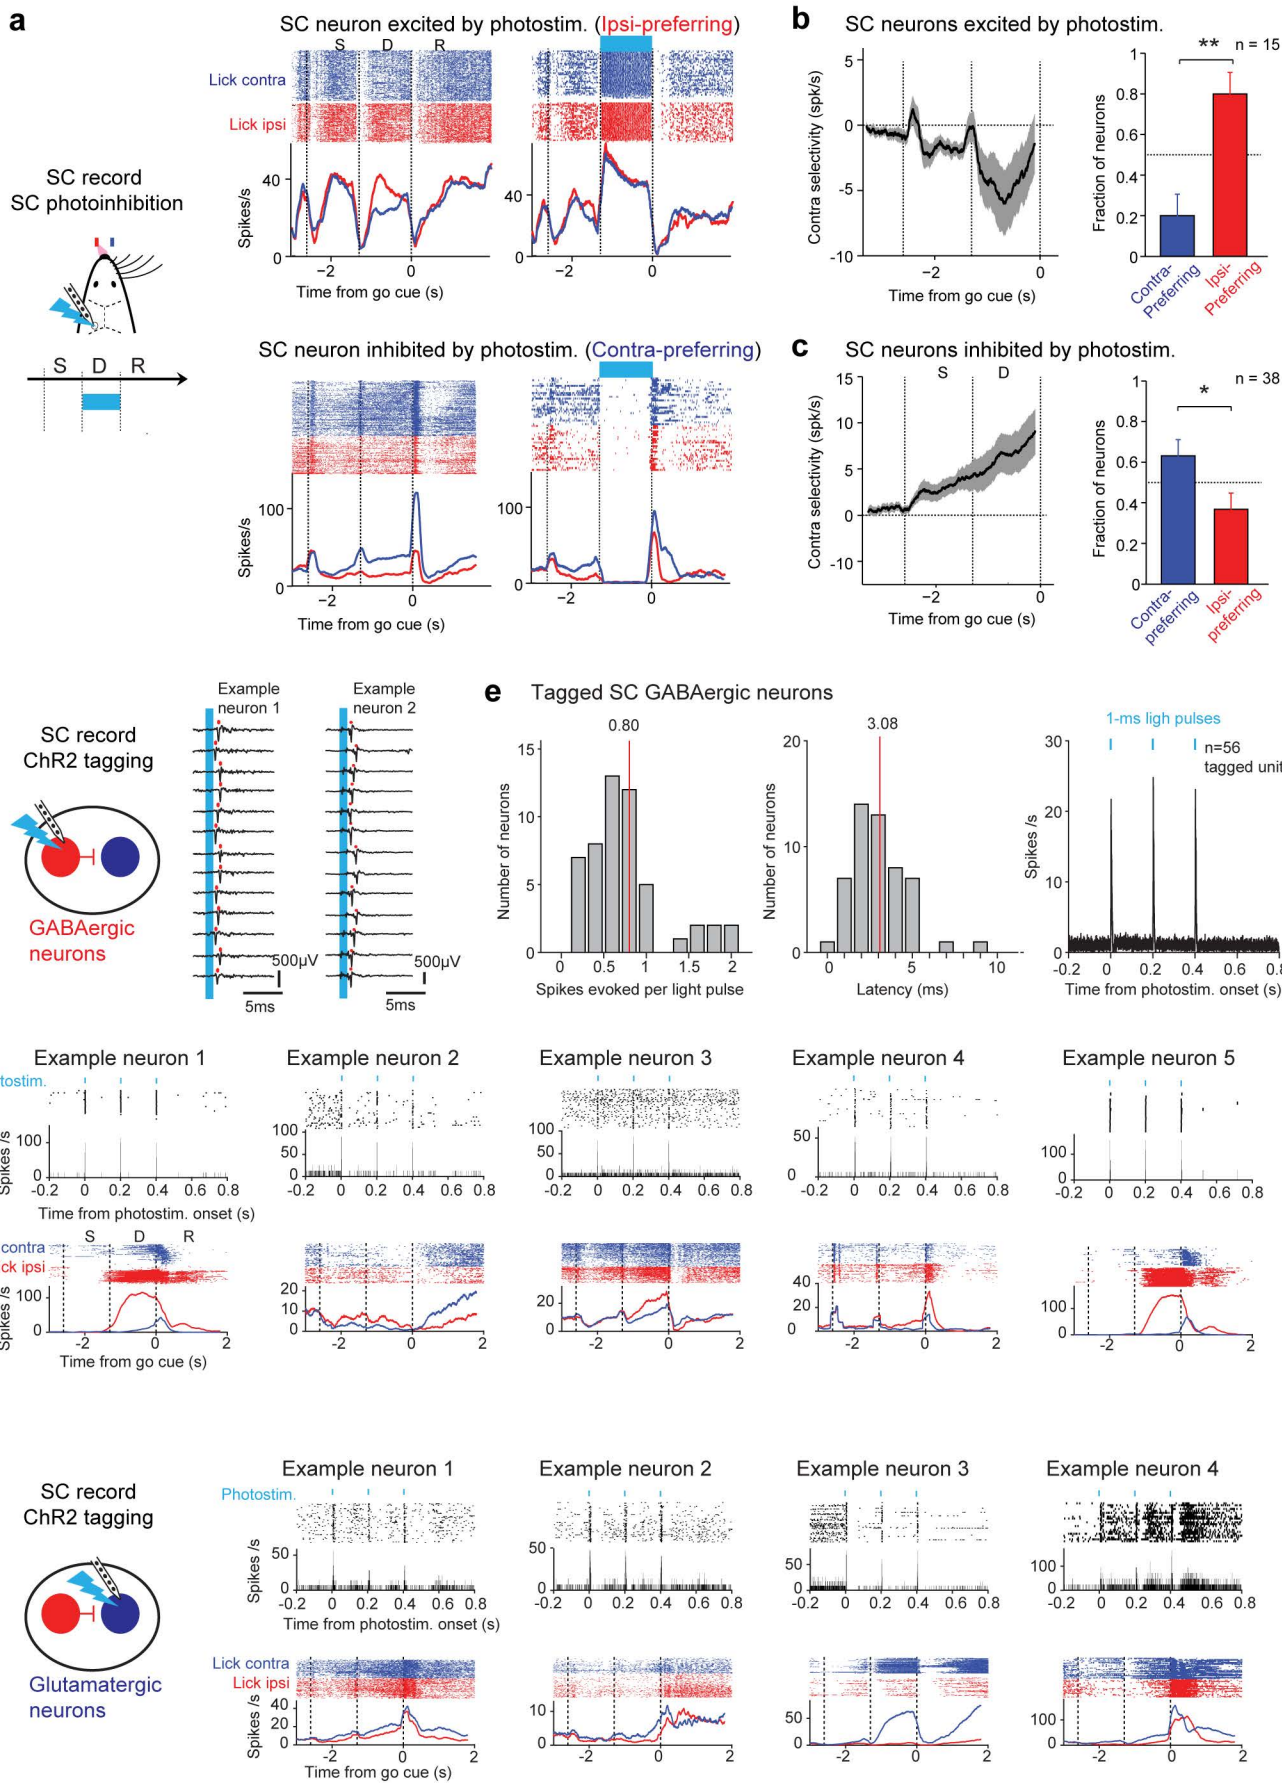 a
SC neuron excited by photostim. (Ipsi-preferring)
S D R
Lick contra
Lick ipsi
SC record
SC photoinhibition
Spikes/s
40
0
40
0
−2 0
−2 0
Time from go cue (s)
S D R
SC neuron inhibited by photostim. (Contra-preferring)
Spikes/s
100
0
100
0
−2 0
−2 0
Time from go cue (s)
b SC neurons excited by photostim.
Contra selectivity (spk/s)
5
0
-5
-10
−2 0
Time from go cue (s)
** n = 15
Fraction of neurons
1
0.8
0.6
0.4
0.2
0
Contra-
Preferring
Ipsi-
Preferring
c SC neurons inhibited by photostim.
S D
Contra selectivity (spk/s)
15
10
5
0
-10
−2 0
Time from go cue (s)
* n = 38
Fraction of neurons
1
0.8
0.6
0.4
0.2
0
Contra-
preferring
Ipsi-
preferring
SC record
ChR2 tagging
GABAergic
neurons
Example
neuron 1
Example
neuron 2
500µV
5ms
500µV
5ms
e Tagged SC GABAergic neurons
0.80
Number of neurons
15
10
5
0
0 0.5 1 1.5 2
Spikes evoked per light pulse
3.08
Number of neurons
20
10
0
0 5 10
Latency (ms)
1-ms ligh pulses
n=56
tagged unit
Spikes /s
30
20
10
0
-0.2 0 0.2 0.4 0.6 0.8
Time from photostim. onset (s)
Example neuron 1
Example neuron 2
Example neuron 3
Example neuron 4
Example neuron 5
tostim.
Spikes /s
100
0
100
50
0
100
50
0
50
0
100
0
-0.2 0 0.2 0.4 0.6 0.8
-0.2 0 0.2 0.4 0.6 0.8
-0.2 0 0.2 0.4 0.6 0.8
-0.2 0 0.2 0.4 0.6 0.8
-0.2 0 0.2 0.4 0.6 0.8
Time from photostim. onset (s)
S D R
contra
ck ipsi
Spikes /s
100
0
20
10
0
20
0
40
20
0
100
0
-2 0 2
-2 0 2
-2 0 2
-2 0 2
-2 0 2
Time from go cue (s)
SC record
ChR2 tagging
Glutamatergic
neurons
Example neuron 1
Example neuron 2
Example neuron 3
Example neuron 4
Photostim.
Spikes /s
50
0
50
0
50
0
100
0
-0.2 0 0.2 0.4 0.6 0.8
-0.2 0 0.2 0.4 0.6 0.8
-0.2 0 0.2 0.4 0.6 0.8
-0.2 0 0.2 0.4 0.6 0.8
Time from photostim. onset (s)
Lick contra
Lick ipsi
Spikes /s
40
20
0
10
0
50
0
100
0
-2 0 2
-2 0 2
-2 0 2
-2 0 2
Time from go cue (s)